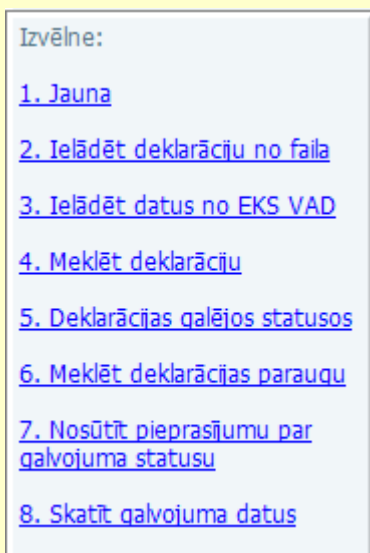 Izvēlne:
1. Jauna
2. Ielādēt deklarāciju no faila
3. Ielādēt datus no EKS VAD
4. Meklēt deklarāciju
5. Deklarācijas galējos statusos
6. Meklēt deklarācijas paraugu
7. Nosūtīt pieprasījumu par
galvojuma statusu
8. Skatīt galvojuma datus